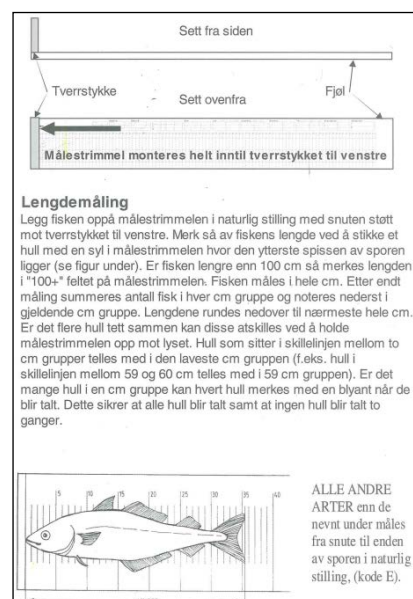 Sett fra siden
Tverrstykke
Sett ovenfra
Fjøl
Målestrimmel monteres helt inntil tverrstykket til venstre
Lengdemåling
Legg fisken oppå målestrimmelen i naturlig stilling med snuten støtt
mot tverrstykket til venstre. Merk så av fiskens lengde ved å stikke et
hull med en syl i målestrimmelen hvor den ytterste spissen av sporen
ligger (se figur under). Er fisken lengre enn 100 cm så merkes lengden
i "100+" feltet på målestrimmelen. Fisken måles i hele cm. Etter endt
måling summeres antall fisk i hver cm gruppe og noteres nederst i
gjeldende cm gruppe. Lengdene rundes nedover til nærmeste hele cm.
Er det flere hull tett sammen kan disse atskilles ved å holde
målestrimmelen opp mot lyset. Hull som sitter i skillelinjen mellom to
cm grupper telles med i den laveste cm gruppen (f.eks. hull i
skillelinjen mellom 59 og 60 cm telles med i 59 cm gruppen). Er det
mange hull i en cm gruppe kan hvert hull merkes med en blyant når de
blir talt. Dette sikrer at alle hull blir talt samt at ingen hull blir talt to
ganger.
5 10 15 20 25 30 35 40
ALLE ANDRE
ARTER enn de
nevnt under måles
fra snute til enden
av sporen i naturlig
stilling, (kode E).